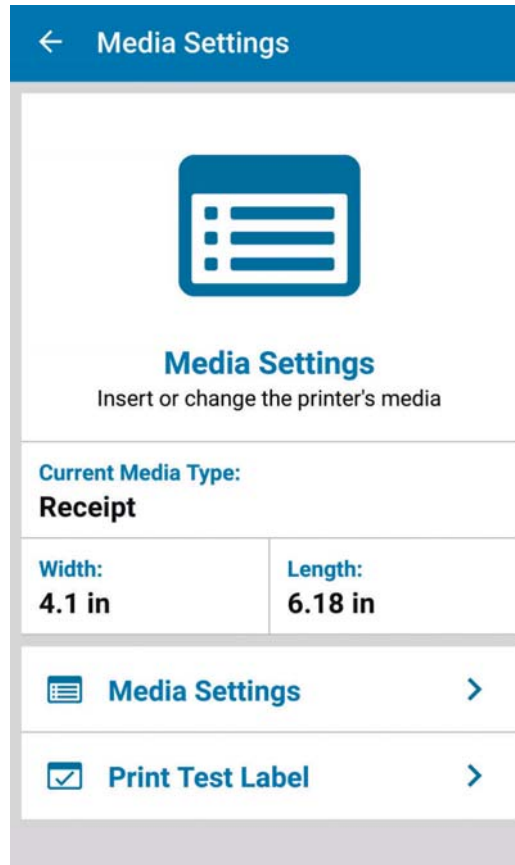 Media Settings
Media Settings
Insert or change the printer's media
Current Media Type:
Receipt
Width:
4.1 in
Length:
6.18 in
Media Settings
Print Test Label